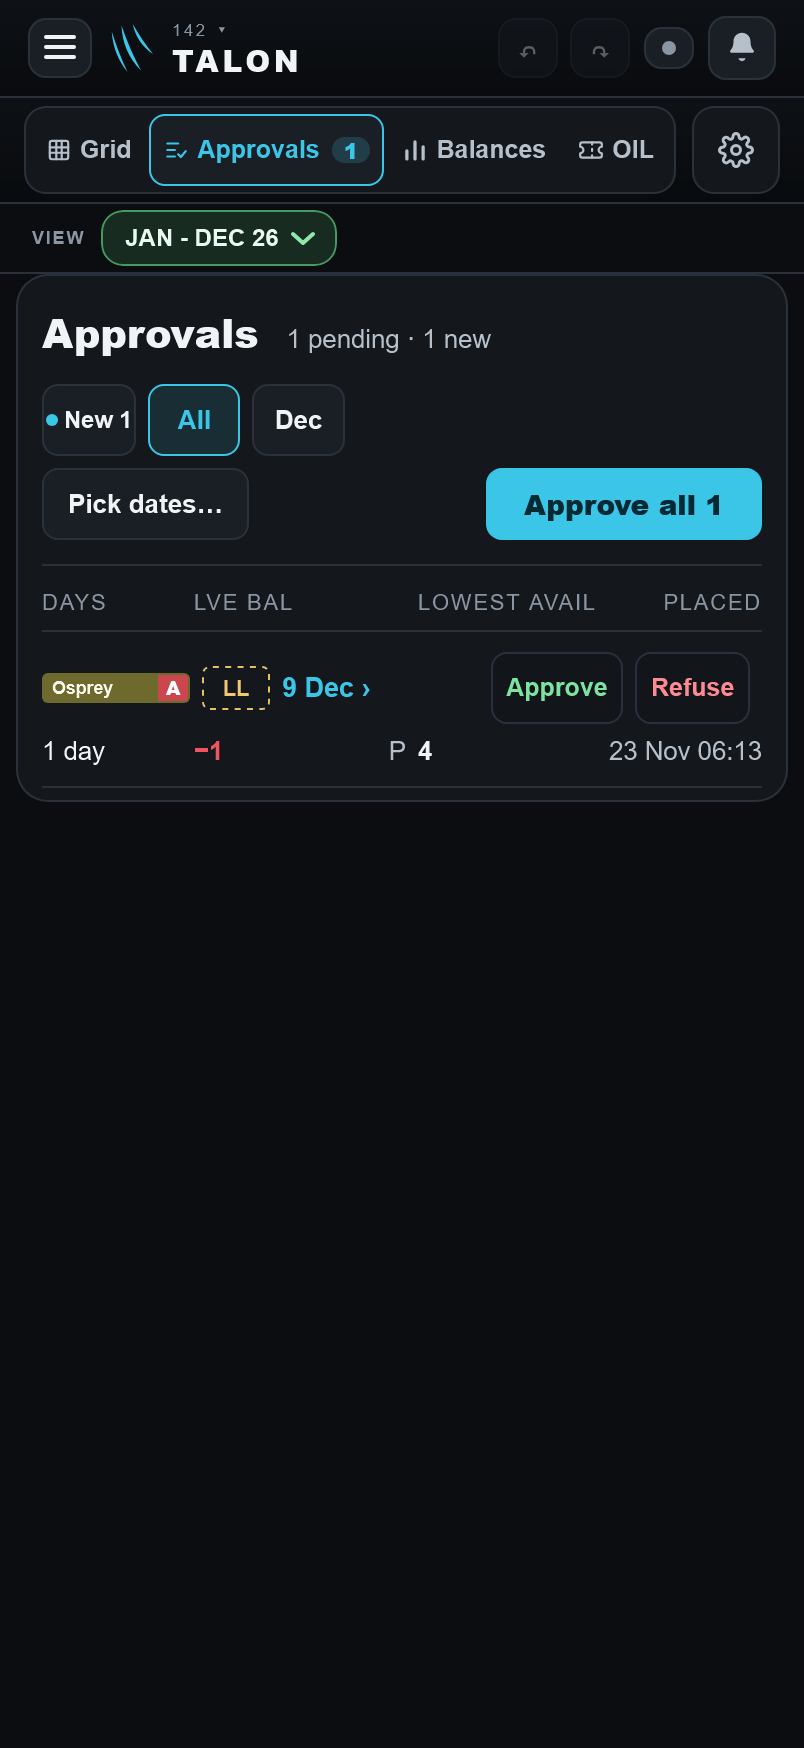 142 ▾
TALON
Grid
Approvals 1
Balances
OIL
VIEW
JAN - DEC 26
Approvals
1 pending · 1 new
New 1
All
Dec
Pick dates...
Approve all 1
DAYS
LVE BAL
LOWEST AVAIL
PLACED
Osprey A
LL
9 Dec ›
Approve
Refuse
1 day
−1
P 4
23 Nov 06:13